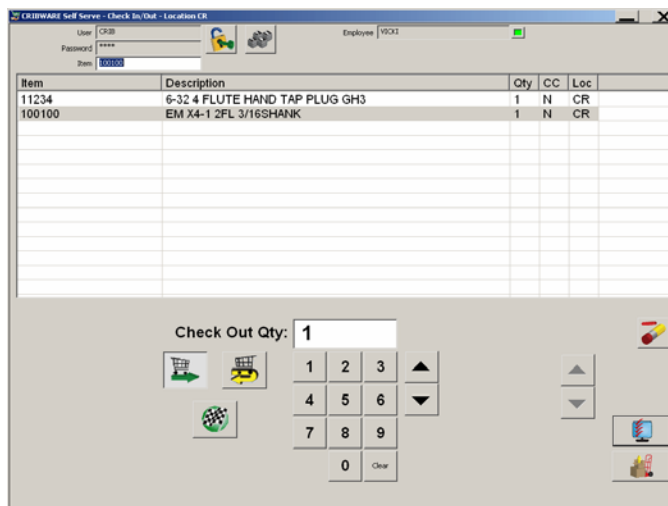 CRIBWARE Self Serve - Check In/Out - Location CR
User CRIB Employee VICKI
Password ****
Item 100100
Item Description Qty CC Loc
11234 6-32 4 FLUTE HAND TAP PLUG GH3 1 N CR
100100 EM X4-1 2FL 3/16SHANK 1 N CR
Check Out Qty: 1
1 2 3
4 5 6
7 8 9
0 Clear